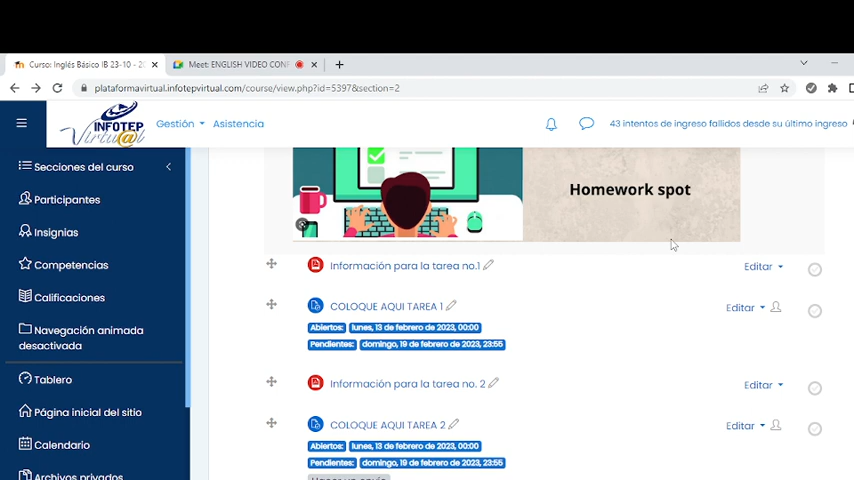 Curso: Inglés Básico IB 23-10 - 20
Meet: ENGLISH VIDEO CONF
plataformavirtual.infotepvirtual.com/course/view.php?id=5397&section=2
INFOTEP
Virtu@l
Gestión
Asistencia
43 intentos de ingreso fallidos desde su último ingreso
Secciones del curso
Participantes
Insignias
Competencias
Calificaciones
Navegación animada
desactivada
Tablero
Página inicial del sitio
Calendario
Archivos privados
Homework spot
Información para la tarea no.1
Editar
COLOQUE AQUI TAREA 1
Editar
Abiertos: lunes, 13 de febrero de 2023, 00:00
Pendientes: domingo, 19 de febrero de 2023, 23:55
Información para la tarea no. 2
Editar
COLOQUE AQUI TAREA 2
Editar
Abiertos: lunes, 13 de febrero de 2023, 00:00
Pendientes: domingo, 19 de febrero de 2023, 23:55
Hacer un envío